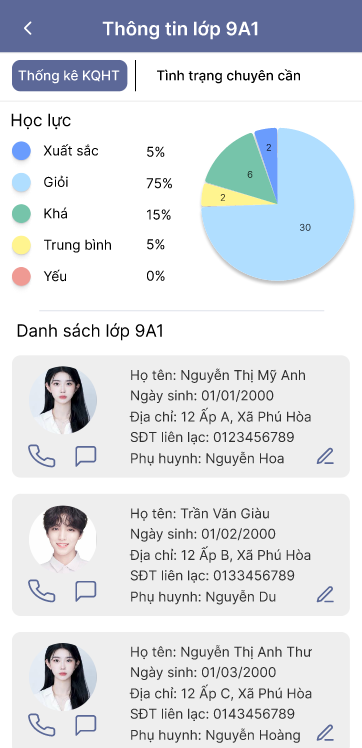 Thông tin lớp 9A1
Thống kê KQHT
Tình trạng chuyên cần
Học lực
Xuất sắc 5%
Giỏi 75%
Khá 15%
Trung bình 5%
Yếu 0%
2
6
2
30
Danh sách lớp 9A1
Họ tên: Nguyễn Thị Mỹ Anh
Ngày sinh: 01/01/2000
Địa chỉ: 12 Ấp A, Xã Phú Hòa
SĐT liên lạc: 0123456789
Phụ huynh: Nguyễn Hoa
Họ tên: Trần Văn Giàu
Ngày sinh: 01/02/2000
Địa chỉ: 12 Ấp B, Xã Phú Hòa
SĐT liên lạc: 0133456789
Phụ huynh: Nguyễn Du
Họ tên: Nguyễn Thị Anh Thư
Ngày sinh: 01/03/2000
Địa chỉ: 12 Ấp C, Xã Phú Hòa
SĐT liên lạc: 0143456789
Phụ huynh: Nguyễn Hoàng